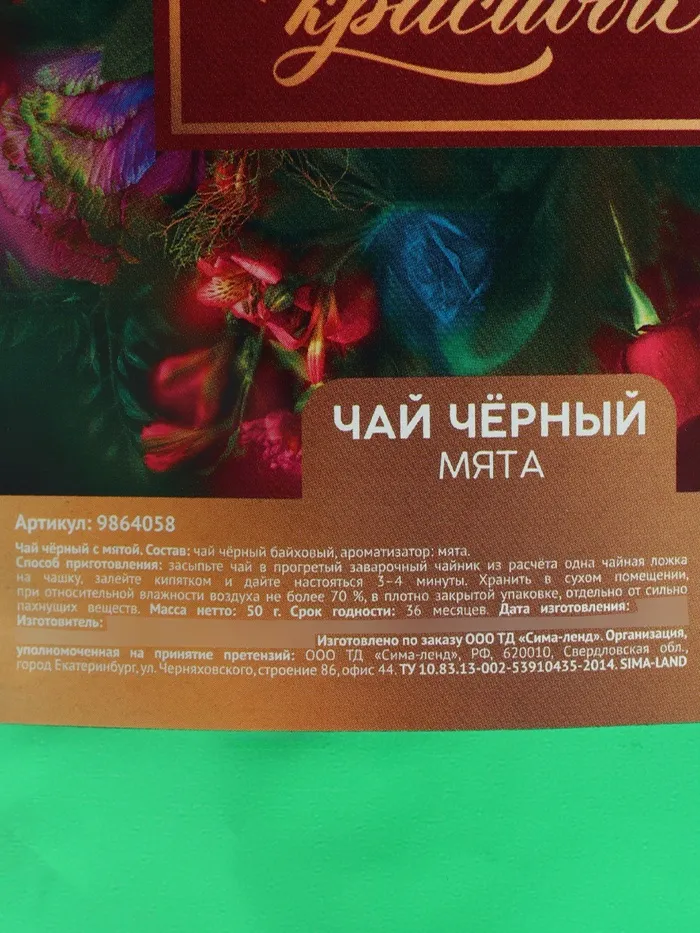 красивой
ЧАЙ ЧЁРНЫЙ
МЯТА
Артикул: 9864058
Чай чёрный с мятой. Состав: чай чёрный байховый, ароматизатор: мята.
Способ приготовления: засыпьте чай в прогретый заварочный чайник из расчёта одна чайная ложка
на чашку, залейте кипятком и дайте настояться 3–4 минуты. Хранить в сухом помещении,
при относительной влажности воздуха не более 70 %, в плотно закрытой упаковке, отдельно от сильно
пахнущих веществ. Масса нетто: 50 г. Срок годности: 36 месяцев. Дата изготовления:
Изготовитель:
Изготовлено по заказу ООО ТД «Сима-ленд». Организация,
уполномоченная на принятие претензий: ООО ТД «Сима-ленд», РФ, 620010, Свердловская обл.,
город Екатеринбург, ул. Черняховского, строение 86, офис 44. ТУ 10.83.13-002-53910435-2014. SIMA-LAND